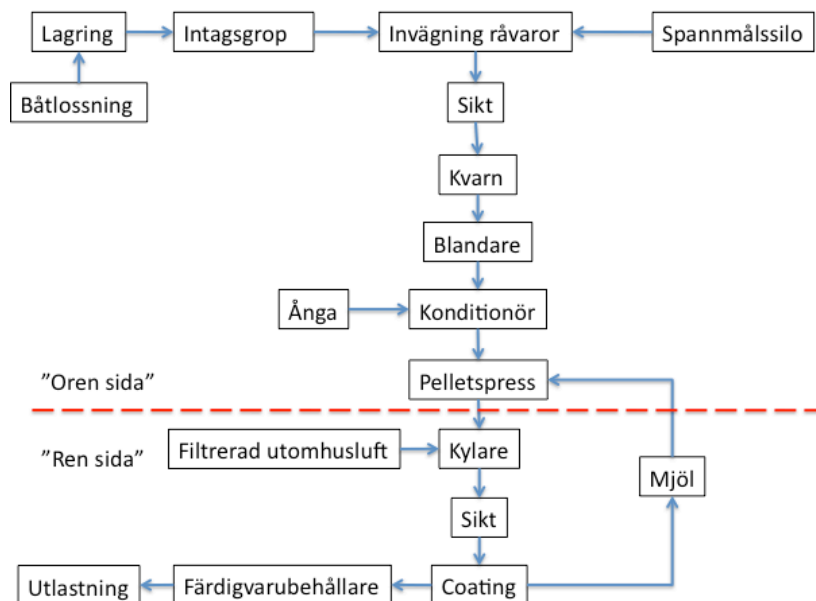 Lagring
Intagsgrop
Invägning råvaror
Spannmålssilo
Båtlossning
Sikt
Kvarn
Blandare
Ånga
Konditionör
”Oren sida”
Pelletspress
”Ren sida”
Filtrerad utomhusluft
Kylare
Mjöl
Sikt
Utlastning
Färdigvarubehållare
Coating